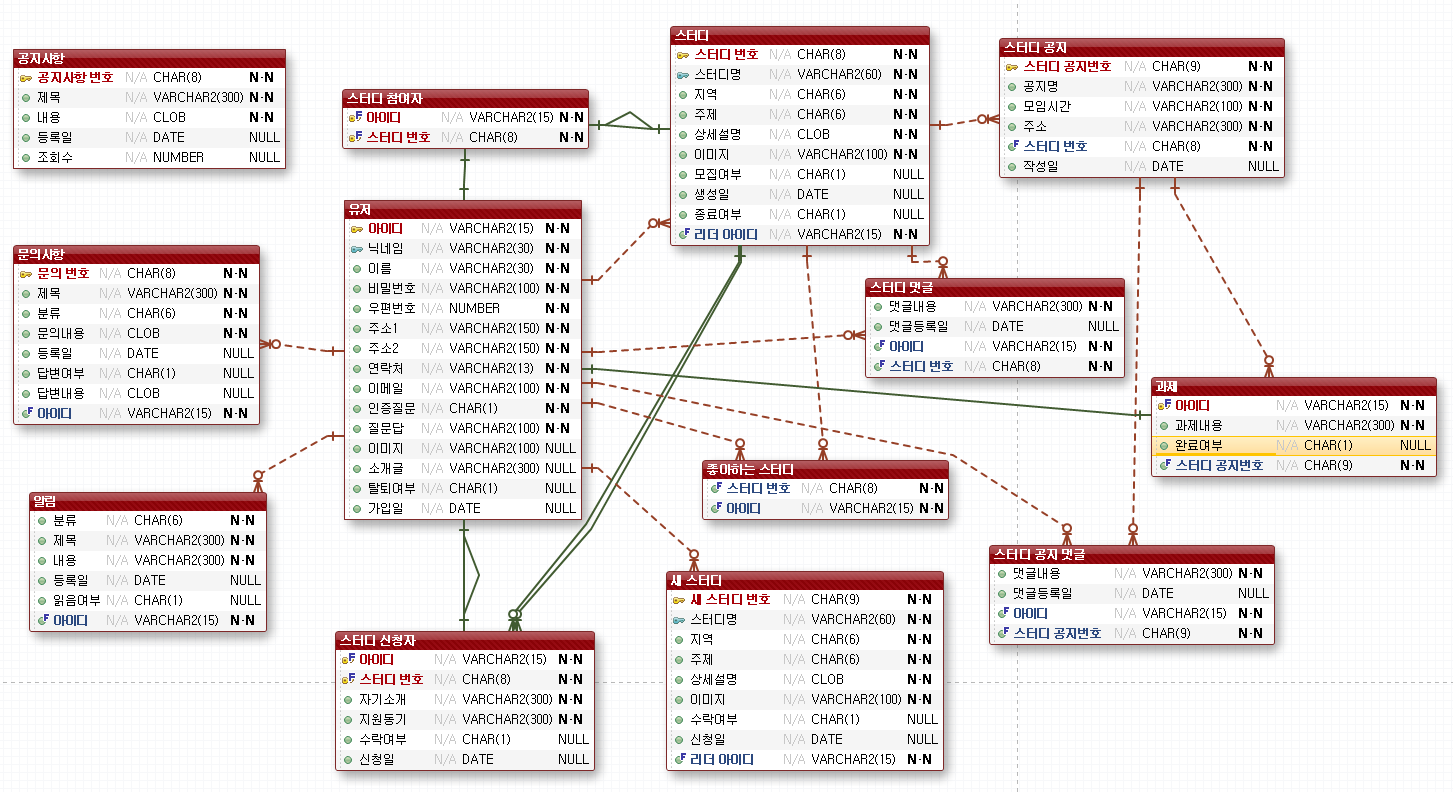 공지사항
공지사항 번호 N/A CHAR(8) N-N
제목 N/A VARCHAR2(300) N-N
내용 N/A CLOB N-N
등록일 N/A DATE NULL
조회수 N/A NUMBER NULL
문의사항
문의 번호 N/A CHAR(8) N-N
제목 N/A VARCHAR2(300) N-N
분류 N/A CHAR(6) N-N
문의내용 N/A CLOB N-N
등록일 N/A DATE NULL
답변여부 N/A CHAR(1) NULL
답변내용 N/A CLOB NULL
아이디 N/A VARCHAR2(15) N-N
알림
분류 N/A CHAR(6) N-N
제목 N/A VARCHAR2(300) N-N
내용 N/A VARCHAR2(300) N-N
등록일 N/A DATE NULL
읽음여부 N/A CHAR(1) NULL
아이디 N/A VARCHAR2(15) N-N
스터디 참여자
아이디 N/A VARCHAR2(15) N-N
스터디 번호 N/A CHAR(8) N-N
유저
아이디 N/A VARCHAR2(15) N-N
닉네임 N/A VARCHAR2(30) N-N
이름 N/A VARCHAR2(30) N-N
비밀번호 N/A VARCHAR2(100) N-N
우편번호 N/A NUMBER N-N
주소1 N/A VARCHAR2(150) N-N
주소2 N/A VARCHAR2(150) N-N
연락처 N/A VARCHAR2(13) N-N
이메일 N/A VARCHAR2(100) N-N
인증질문 N/A CHAR(1) N-N
질문답 N/A VARCHAR2(100) N-N
이미지 N/A VARCHAR2(100) NULL
소개글 N/A VARCHAR2(300) NULL
탈퇴여부 N/A CHAR(1) NULL
가입일 N/A DATE NULL
스터디 신청자
아이디 N/A VARCHAR2(15) N-N
스터디 번호 N/A CHAR(8) N-N
자기소개 N/A VARCHAR2(300) N-N
지원동기 N/A VARCHAR2(300) N-N
수락여부 N/A CHAR(1) NULL
신청일 N/A DATE NULL
스터디
스터디 번호 N/A CHAR(8) N-N
스터디명 N/A VARCHAR2(60) N-N
지역 N/A CHAR(6) N-N
주제 N/A CHAR(6) N-N
상세설명 N/A CLOB N-N
이미지 N/A VARCHAR2(100) N-N
모집여부 N/A CHAR(1) NULL
생성일 N/A DATE NULL
종료여부 N/A CHAR(1) NULL
리더 아이디 N/A VARCHAR2(15) N-N
스터디 공지
스터디 공지번호 N/A CHAR(9) N-N
공지명 N/A VARCHAR2(300) N-N
모임시간 N/A VARCHAR2(100) N-N
주소 N/A VARCHAR2(300) N-N
스터디 번호 N/A CHAR(8) N-N
작성일 N/A DATE NULL
스터디 댓글
댓글내용 N/A VARCHAR2(300) N-N
댓글등록일 N/A DATE NULL
아이디 N/A VARCHAR2(15) N-N
스터디 번호 N/A CHAR(8) N-N
과제
아이디 N/A VARCHAR2(15) N-N
과제내용 N/A VARCHAR2(300) N-N
완료여부 N/A CHAR(1) NULL
스터디 공지번호 N/A CHAR(9) N-N
좋아하는 스터디
스터디 번호 N/A CHAR(8) N-N
아이디 N/A VARCHAR2(15) N-N
새 스터디
새 스터디 번호 N/A CHAR(9) N-N
스터디명 N/A VARCHAR2(60) N-N
지역 N/A CHAR(6) N-N
주제 N/A CHAR(6) N-N
상세설명 N/A CLOB N-N
이미지 N/A VARCHAR2(100) N-N
수락여부 N/A CHAR(1) NULL
신청일 N/A DATE NULL
리더 아이디 N/A VARCHAR2(15) N-N
스터디 공지 댓글
댓글내용 N/A VARCHAR2(300) N-N
댓글등록일 N/A DATE NULL
아이디 N/A VARCHAR2(15) N-N
스터디 공지번호 N/A CHAR(9) N-N